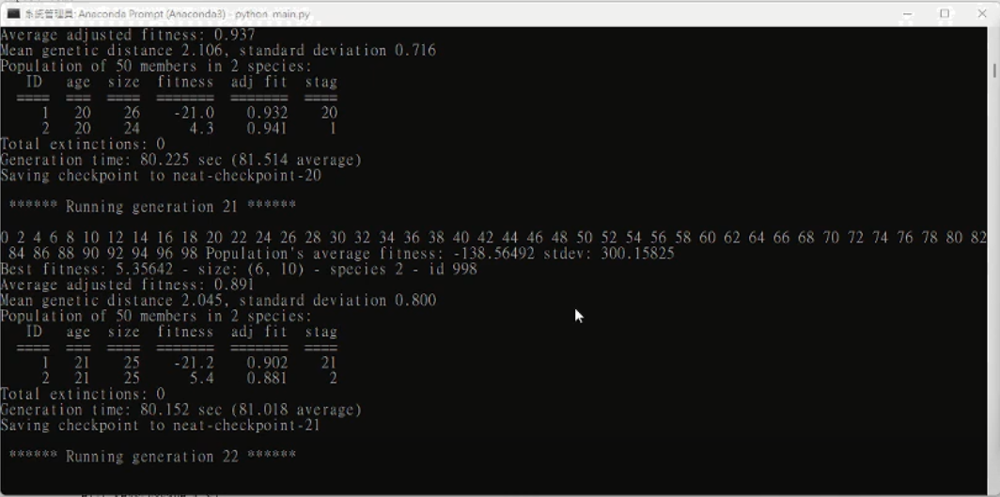 系統管理員: Anaconda Prompt (Anaconda3) - python main.py
Average adjusted fitness: 0.937
Mean genetic distance 2.106, standard deviation 0.716
Population of 50 members in 2 species:
ID age size fitness adj fit stag
==== === ==== ======= ======= ====
1 20 26 -21.0 0.932 20
2 20 24 4.3 0.941 1
Total extinctions: 0
Generation time: 80.225 sec (81.514 average)
Saving checkpoint to neat-checkpoint-20
****** Running generation 21 ******
0 2 4 6 8 10 12 14 16 18 20 22 24 26 28 30 32 34 36 38 40 42 44 46 48 50 52 54 56 58 60 62 64 66 68 70 72 74 76 78 80 82
84 86 88 90 92 94 96 98 Population's average fitness: -138.56492 stdev: 300.15825
Best fitness: 5.35642 - size: (6, 10) - species 2 - id 998
Average adjusted fitness: 0.891
Mean genetic distance 2.045, standard deviation 0.800
Population of 50 members in 2 species:
ID age size fitness adj fit stag
==== === ==== ======= ======= ====
1 21 25 -21.2 0.902 21
2 21 25 5.4 0.881 2
Total extinctions: 0
Generation time: 80.152 sec (81.018 average)
Saving checkpoint to neat-checkpoint-21
****** Running generation 22 ******